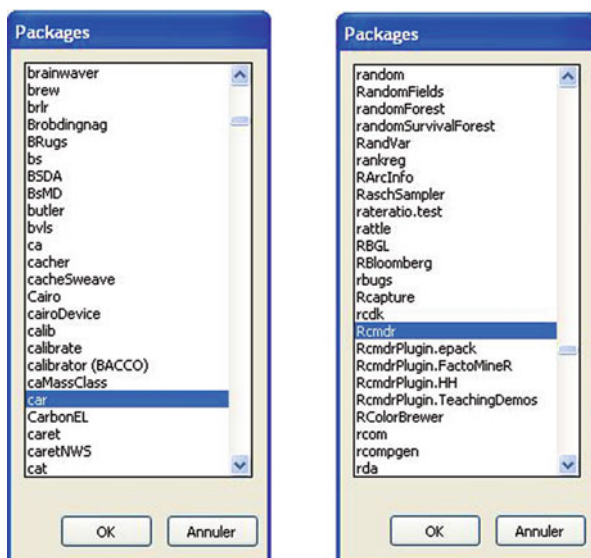 Packages
brainwaver
brew
brlr
Brobdingnag
BRugs
bs
BSDA
BsMD
butler
bvls
ca
cacher
cacheSweave
Cairo
cairoDevice
calib
calibrate
calibrator (BACCO)
caMassClass
car
CarbonEL
caret
caretNWS
cat
OK
Annuler
Packages
random
RandomFields
randomForest
randomSurvivalForest
RandVar
rankreg
RArcInfo
RaschSampler
rateratio.test
rattle
RBGL
RBloomberg
rbugs
Rcapture
rcdk
Rcmdr
RcmdrPlugin.epack
RcmdrPlugin.FactoMineR
RcmdrPlugin.HH
RcmdrPlugin.TeachingDemos
RColorBrewer
rcom
rcompgen
rda
OK
Annuler